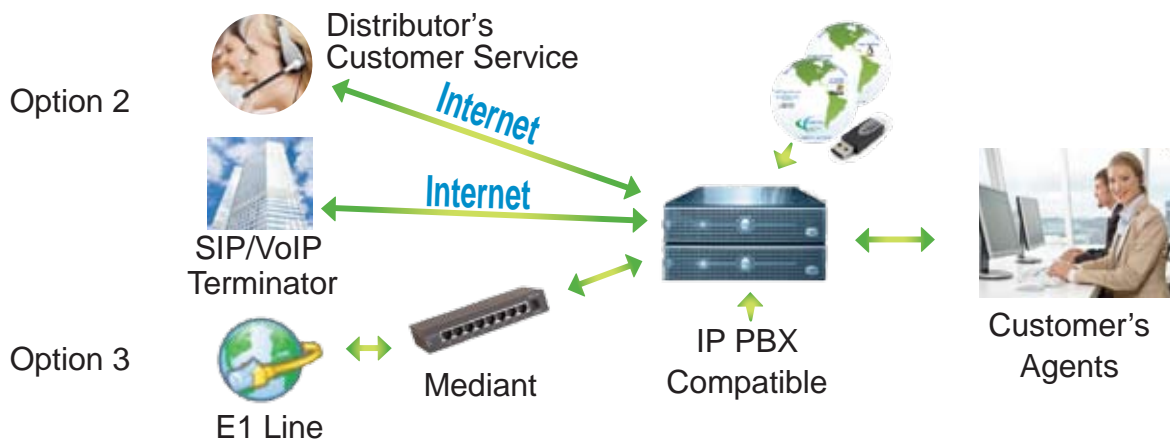 Distributor's
Customer Service
Option 2
Internet
Internet
SIP/VoIP
Terminator
Option 3
E1 Line
Mediant
IP PBX
Compatible
Customer's
Agents